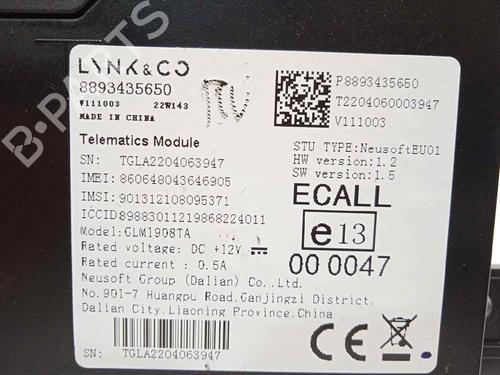 LYNK&CO
8893435650
V111003 22W143
MADE IN CHINA
P8893435650
T2204060003947
V111003
Telematics Module
SN: TGLA2204063947
IMEI: 860648043646905
IMSI: 901312108095371
ICCID 89883011219868224011
Model: GLM1908TA
Rated voltage: DC +12V
Rated current : 0.5A
Neusoft Group (Dalian) Co.,Ltd.
No.901-7 Huangpu Road,Ganjingzi District,
Dalian City,Liaoning Province,China
SN: TGLA2204063947
STU TYPE:NeusoftEU01
HW version:1.2
SW version:1.5
ECALL
e13
00 0047
CE
B-PARTS